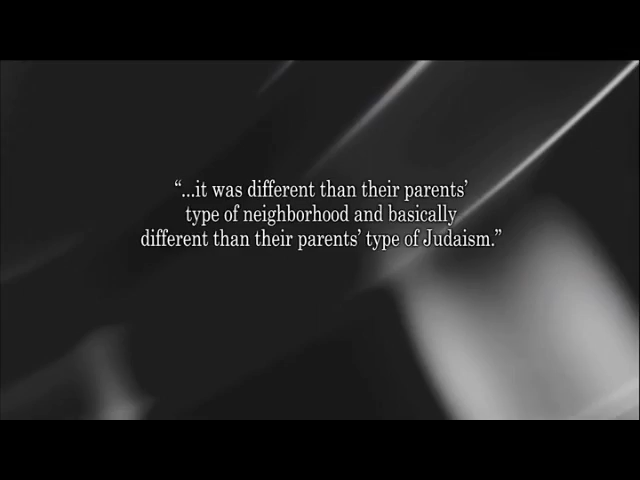 “...it was different than their parents’
type of neighborhood and basically
different than their parents’ type of Judaism.”